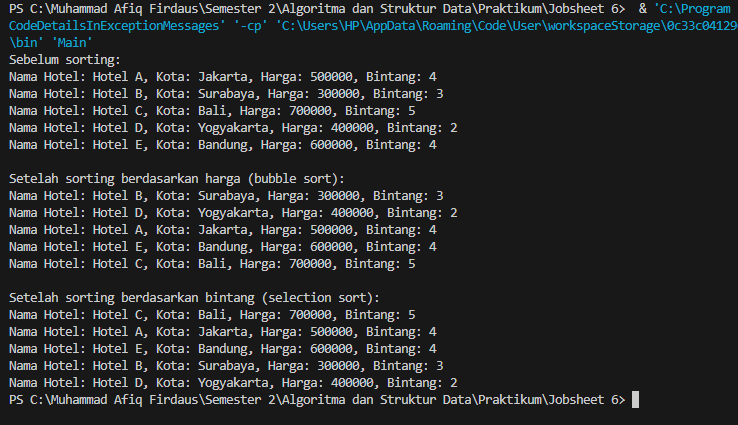 PS C:\Muhammad Afiq Firdaus\Semester 2\Algoritma dan Struktur Data\Praktikum\Jobsheet 6>  & 'C:\Program
CodeDetailsInExceptionMessages' '-cp' 'C:\Users\HP\AppData\Roaming\Code\User\workspaceStorage\0c33c04129
\bin' 'Main'
Sebelum sorting:
Nama Hotel: Hotel A, Kota: Jakarta, Harga: 500000, Bintang: 4
Nama Hotel: Hotel B, Kota: Surabaya, Harga: 300000, Bintang: 3
Nama Hotel: Hotel C, Kota: Bali, Harga: 700000, Bintang: 5
Nama Hotel: Hotel D, Kota: Yogyakarta, Harga: 400000, Bintang: 2
Nama Hotel: Hotel E, Kota: Bandung, Harga: 600000, Bintang: 4

Setelah sorting berdasarkan harga (bubble sort):
Nama Hotel: Hotel B, Kota: Surabaya, Harga: 300000, Bintang: 3
Nama Hotel: Hotel D, Kota: Yogyakarta, Harga: 400000, Bintang: 2
Nama Hotel: Hotel A, Kota: Jakarta, Harga: 500000, Bintang: 4
Nama Hotel: Hotel E, Kota: Bandung, Harga: 600000, Bintang: 4
Nama Hotel: Hotel C, Kota: Bali, Harga: 700000, Bintang: 5

Setelah sorting berdasarkan bintang (selection sort):
Nama Hotel: Hotel C, Kota: Bali, Harga: 700000, Bintang: 5
Nama Hotel: Hotel A, Kota: Jakarta, Harga: 500000, Bintang: 4
Nama Hotel: Hotel E, Kota: Bandung, Harga: 600000, Bintang: 4
Nama Hotel: Hotel B, Kota: Surabaya, Harga: 300000, Bintang: 3
Nama Hotel: Hotel D, Kota: Yogyakarta, Harga: 400000, Bintang: 2
PS C:\Muhammad Afiq Firdaus\Semester 2\Algoritma dan Struktur Data\Praktikum\Jobsheet 6>